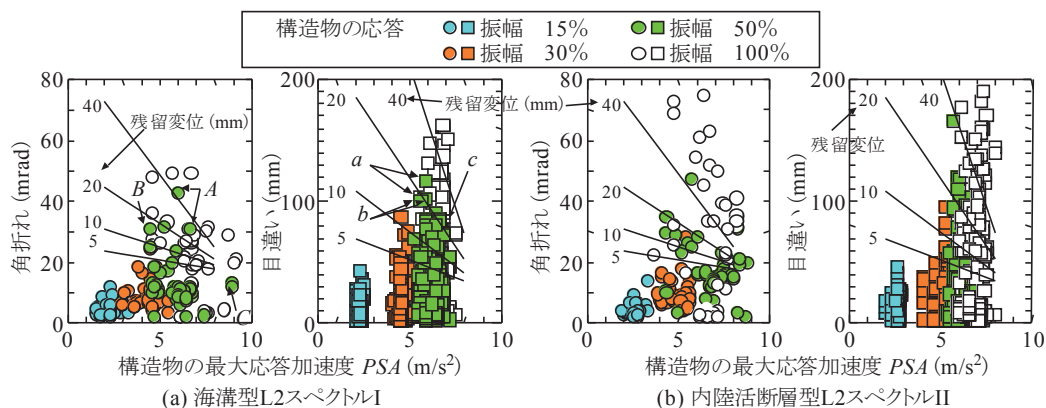 構造物の応答
振幅 15% 振幅 50%
振幅 30% 振幅 100%
角折れ (mrad)
80
60
40
20
0
0 5 10
40
残留変位 (mm)
20
10
5
A
B
C
目違い (mm)
200
100
0
0 5 10
20
40
10
5
a
b
c
残留変位 (mm)
角折れ (mrad)
80
60
40
20
0
0 5 10
40
20
10
5
目違い (mm)
200
100
0
0 5 10
20
40
残留変位
10
5
構造物の最大応答加速度 PSA (m/s²)
構造物の最大応答加速度 PSA (m/s²)
(a) 海溝型L2スペクトルI
(b) 内陸活断層型L2スペクトルII